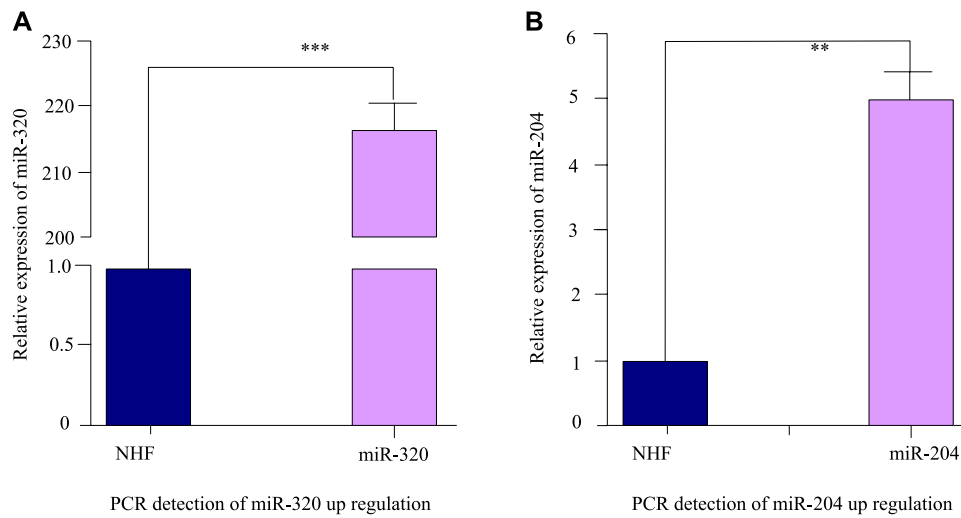 A
230
220
210
200
1.0
0.5
0
Relative expression of miR-320
***
NHF
miR-320
PCR detection of miR-320 up regulation
B
6
5
4
3
2
1
0
Relative expression of miR-204
**
NHF
miR-204
PCR detection of miR-204 up regulation